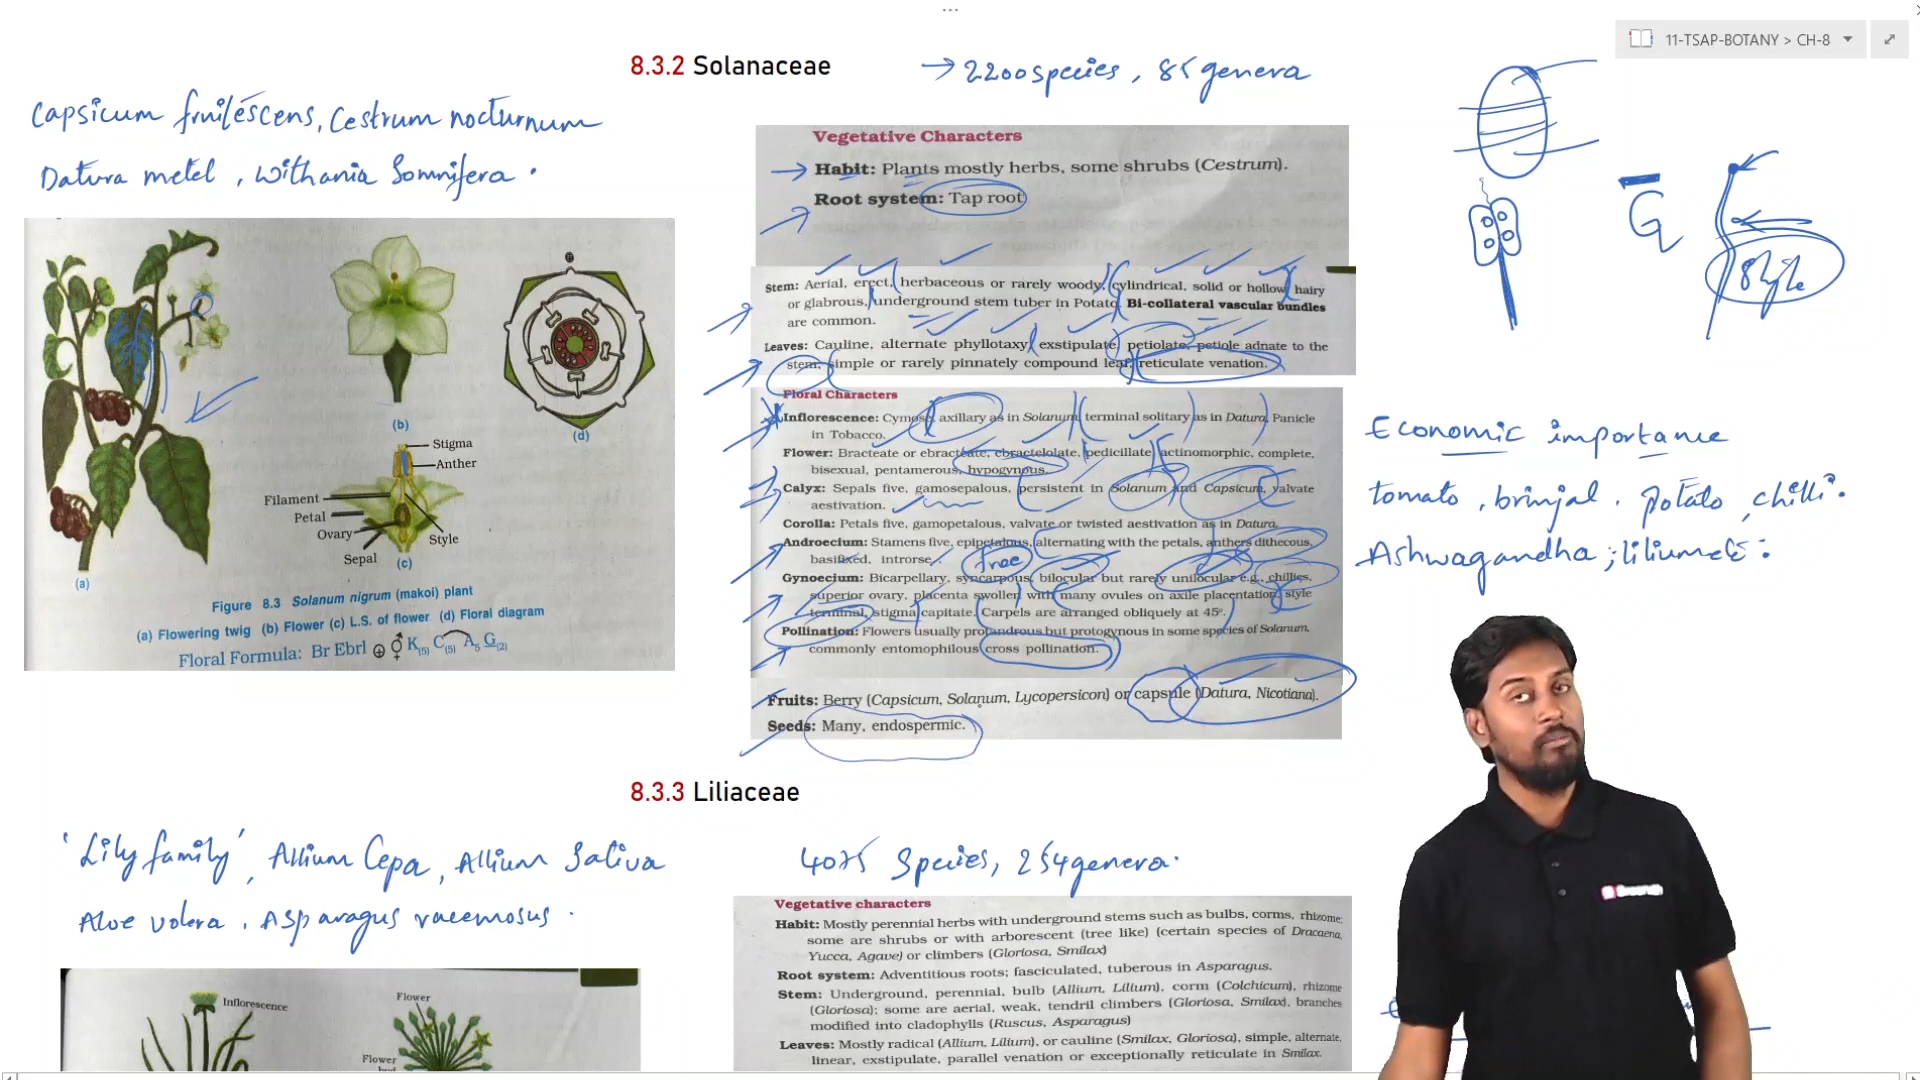 11-TSAP-BOTANY > CH-8
8.3.2 Solanaceae
→ 2200 species, 85 genera
Capsicum frutescens, Cestrum nocturnum
Datura metel, Withania Somnifera.
Vegetative Characters
Habit: Plants mostly herbs, some shrubs (Cestrum).
Root system: Tap root
Stem: Aerial, erect, herbaceous or rarely woody, cylindrical, solid or hollow, hairy
or glabrous, underground stem tuber in Potato. Bi-collateral vascular bundles
are common.
Leaves: Cauline, alternate phyllotaxy, exstipulate, petiolate, petiole adnate to the
stem, simple or rarely pinnately compound leaf, reticulate venation.
Floral Characters
Inflorescence: Cymose, axillary as in Solanum, terminal solitary as in Datura, Panicle
in Tobacco.
Flower: Bracteate or ebracteate, ebracteolate, pedicillate, actinomorphic, complete,
bisexual, pentamerous, hypogynous.
Calyx: Sepals five, gamosepalous, persistent in Solanum and Capsicum, valvate
aestivation.
Corolla: Petals five, gamopetalous, valvate or twisted aestivation as in Datura.
Androecium: Stamens five, epipetalous, alternating with the petals, anthers dithecous,
basifixed, introrse. free
Gynoecium: Bicarpellary, syncarpous, bilocular but rarely unilocular e.g., chillies,
superior ovary, placenta swollen with many ovules on axile placentation, style
terminal, stigma capitate. Carpels are arranged obliquely at 45°.
Pollination: Flowers usually protandrous but protogynous in some species of Solanum.
commonly entomophilous cross pollination.
Fruits: Berry (Capsicum, Solanum, Lycopersicon) or capsule (Datura, Nicotiana).
Seeds: Many, endospermic.
G
Style
Economic importance
tomato, brinjal, potato, chilli.
Ashwagandha;
(b)
(d)
Stigma
Anther
Filament
Petal
Ovary
Style
Sepal
(c)
(a)
Figure 8.3 Solanum nigrum (makoi) plant
(a) Flowering twig (b) Flower (c) L.S. of flower (d) Floral diagram
Floral Formula: Br Ebrl ⊕ ⚥ K(5) C(5) A5 G(2)
8.3.3 Liliaceae
'Lily family', Allium Cepa, Allium Sativa
Aloe volera, Asparagus racemosus.
4075 Species, 254 genera.
Vegetative characters
Habit: Mostly perennial herbs with underground stems such as bulbs, corms, rhizome;
some are shrubs or with arborescent (tree like) (certain species of Dracaena,
Yucca, Agave) or climbers (Gloriosa, Smilax)
Root system: Adventitious roots; fasciculated, tuberous in Asparagus.
Stem: Underground, perennial, bulb (Allium, Lilium), corm (Colchicum), rhizome
(Gloriosa); some are aerial, weak, tendril climbers (Gloriosa, Smilax), branches
modified into cladophylls (Ruscus, Asparagus)
Leaves: Mostly radical (Allium, Lilium), or cauline (Smilax, Gloriosa), simple, alternate,
linear, exstipulate, parallel venation or exceptionally reticulate in Smilax.
Inflorescence
Flower
Flower
bud